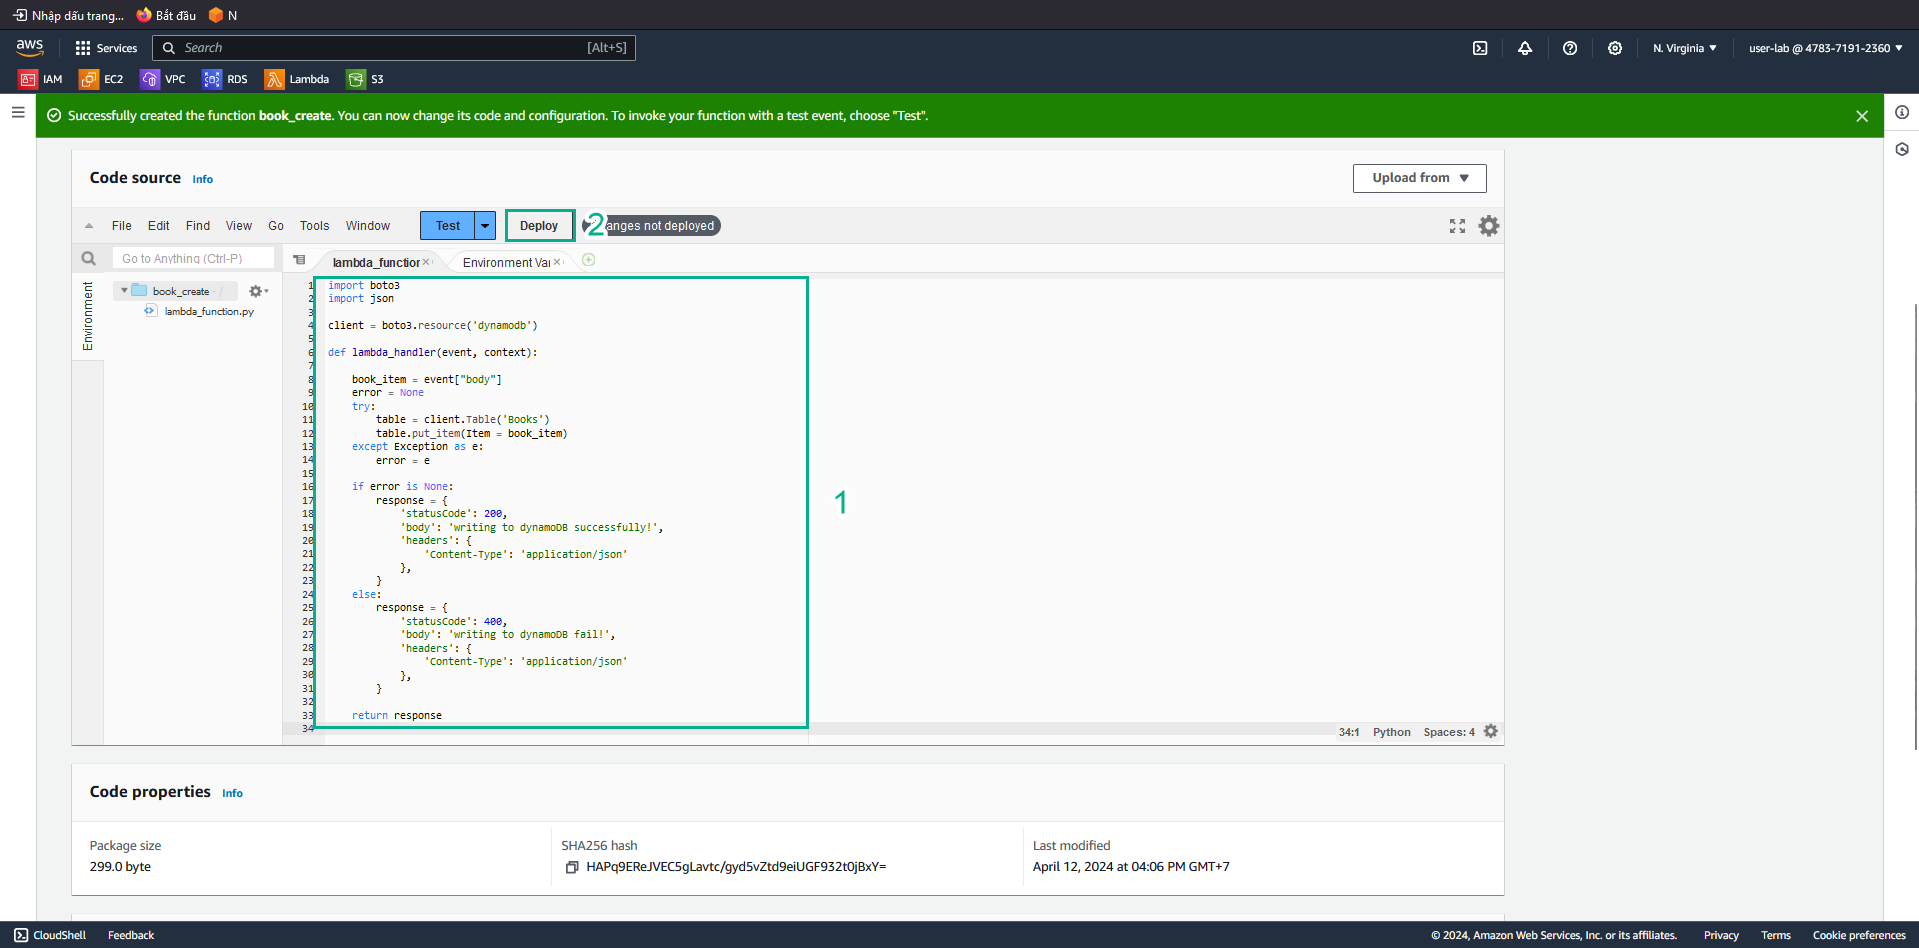 Nhập dấu trang... Bắt đầu N
aws Services Search [Alt+S] N. Virginia ▼ user-lab @ 4783-7191-2360 ▼
IAM EC2 VPC RDS Lambda S3
Successfully created the function book_create. You can now change its code and configuration. To invoke your function with a test event, choose "Test".
Code source Info Upload from ▼
File Edit Find View Go Tools Window Test Deploy 2 anges not deployed
Go to Anything (Ctrl-P) lambda_function Environment Var
Environment
book_create
lambda_function.py
1 import boto3
2 import json
3
4 client = boto3.resource('dynamodb')
5
6 def lambda_handler(event, context):
7
8 book_item = event["body"]
9 error = None
10 try:
11 table = client.Table('Books')
12 table.put_item(Item = book_item)
13 except Exception as e:
14 error = e
15
16 if error is None:
17 response = {
18 'statusCode': 200,
19 'body': 'writing to dynamoDB successfully!',
20 'headers': {
21 'Content-Type': 'application/json'
22 },
23 }
24 else:
25 response = {
26 'statusCode': 400,
27 'body': 'writing to dynamoDB fail!',
28 'headers': {
29 'Content-Type': 'application/json'
30 },
31 }
32
33 return response
34
1
34:1 Python Spaces: 4
Code properties Info
Package size
299.0 byte
SHA256 hash
HAPq9EReJVEC5gLavtc/gyd5vZtd9eiUGF932t0jBxY=
Last modified
April 12, 2024 at 04:06 PM GMT+7
CloudShell Feedback © 2024, Amazon Web Services, Inc. or its affiliates. Privacy Terms Cookie preferences